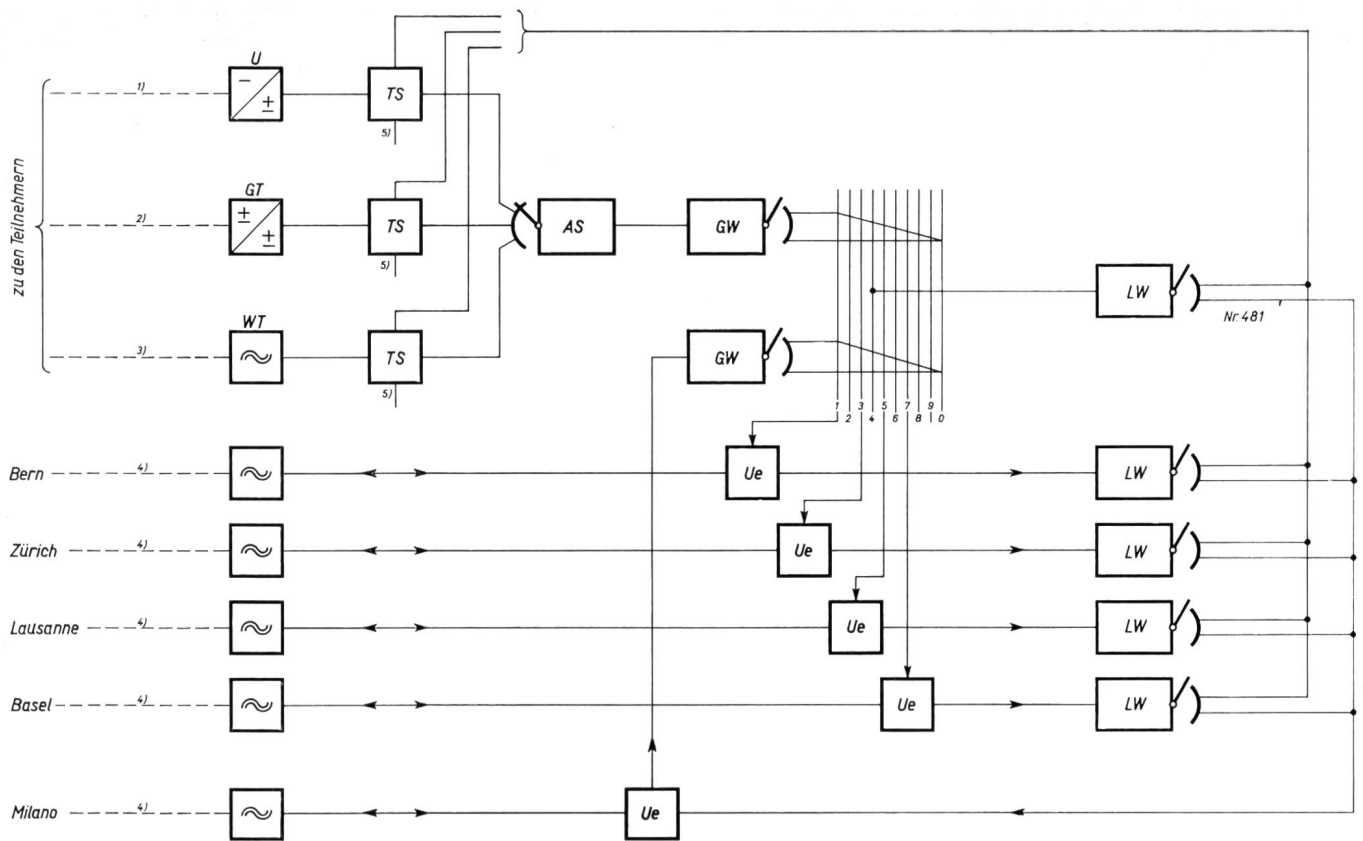 U
1)
− / ±
TS
5)
zu den Teilnehmern
GT
2)
± / ±
TS
5)
AS
GW
LW
Nr 481
WT
3)
TS
5)
GW
1 2 3 4 5 6 7 8 9 0
Bern
4)
Ue
LW
Zürich
4)
Ue
LW
Lausanne
4)
Ue
LW
Basel
4)
Ue
LW
Milano
4)
Ue